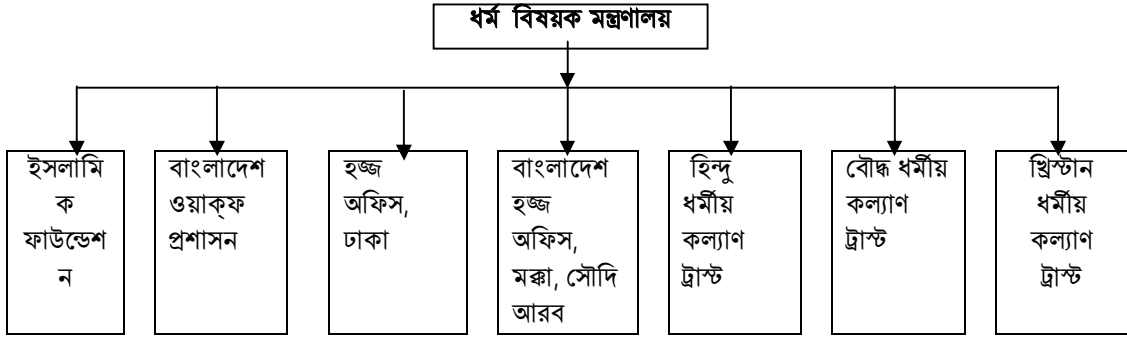 ধর্ম বিষয়ক মন্ত্রণালয়
ইসলামি
ক
ফাউন্ডেশ
ন
বাংলাদেশ
ওয়াক্‌ফ
প্রশাসন
হজ্জ
অফিস,
ঢাকা
বাংলাদেশ
হজ্জ
অফিস,
মক্কা, সৌদি
আরব
হিন্দু
ধর্মীয়
কল্যাণ
ট্রাস্ট
বৌদ্ধ ধর্মীয়
কল্যাণ
ট্রাস্ট
খ্রিস্টান
ধর্মীয়
কল্যাণ
ট্রাস্ট